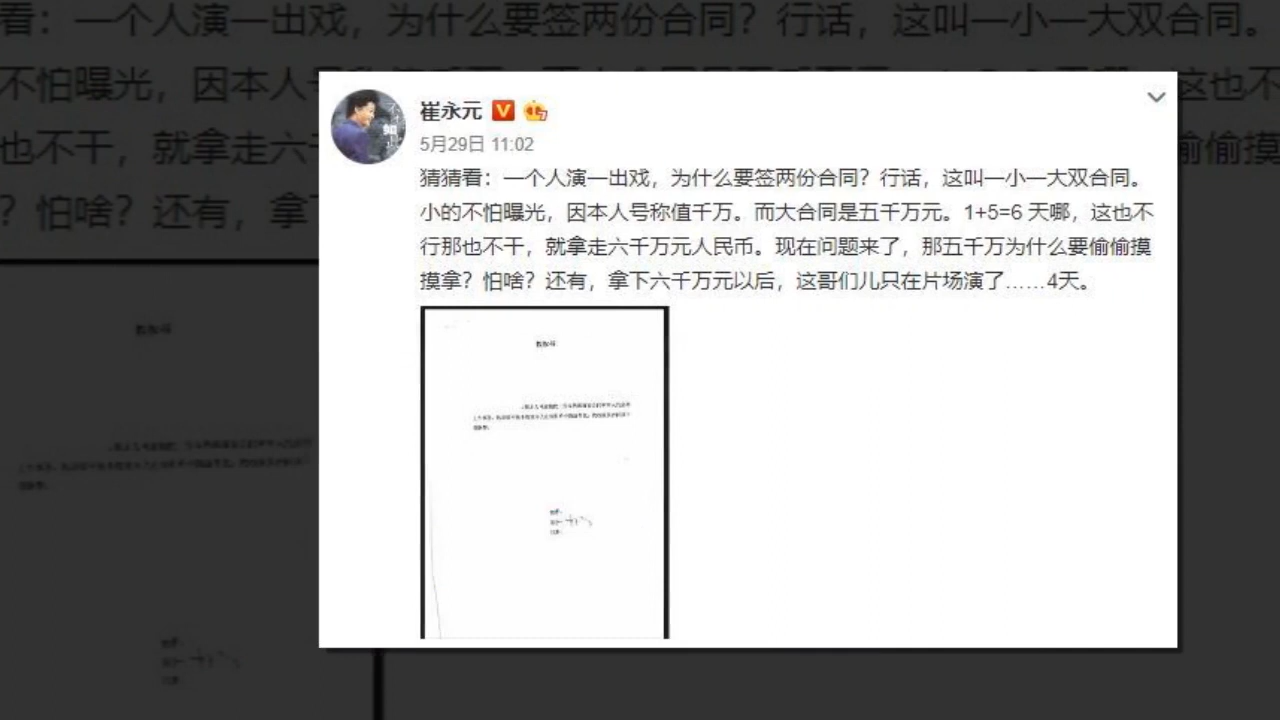 看：一个人演一出戏，为什么要签两份合同？行话，这叫一小一大双合同。
不怕曝光，因本人号
这也不
也不干，就拿走六千
偷偷摸
？怕啥？还有，拿下
崔永元
5月29日 11:02
猜猜看：一个人演一出戏，为什么要签两份合同？行话，这叫一小一大双合同。
小的不怕曝光，因本人号称值千万。而大合同是五千万元。1+5=6 天哪，这也不
行那也不干，就拿走六千万元人民币。现在问题来了，那五千万为什么要偷偷摸
摸拿？怕啥？还有，拿下六千万元以后，这哥们儿只在片场演了……4天。